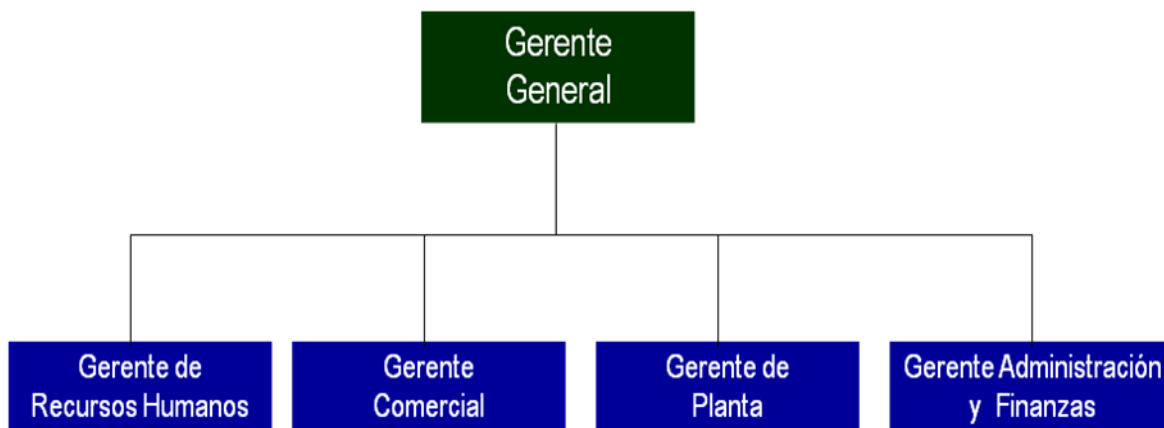 Gerente
General
Gerente de
Recursos Humanos
Gerente
Comercial
Gerente de
Planta
Gerente Administración
y Finanzas